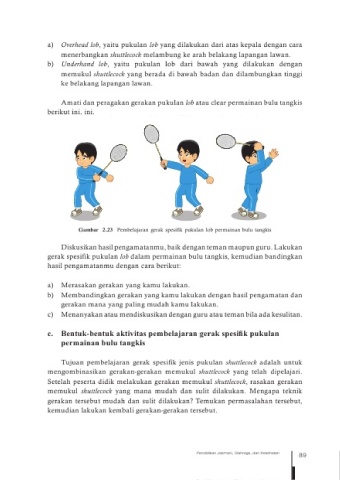 a) Overhead lob, yaitu pukulan lob yang dilakukan dari atas kepala dengan cara
menerbangkan shuttlecock melambung ke arah belakang lapangan lawan.
b) Underhand lob, yaitu pukulan lob dari bawah yang dilakukan dengan
memukul shuttlecock yang berada di bawah badan dan dilambungkan tinggi
ke belakang lapangan lawan.
Amati dan peragakan gerakan pukulan lob atau clear permainan bulu tangkis
berikut ini, ini.
Gambar 2.23 Pembelajaran gerak spesifik pukulan lob permainan bulu tangkis
Diskusikan hasil pengamatanmu, baik dengan teman maupun guru. Lakukan
gerak spesifik pukulan lob dalam permainan bulu tangkis, kemudian bandingkan
hasil pengamatanmu dengan cara berikut:
a) Merasakan gerakan yang kamu lakukan.
b) Membandingkan gerakan yang kamu lakukan dengan hasil pengamatan dan
gerakan mana yang paling mudah kamu lakukan.
c) Menanyakan atau mendiskusikan dengan guru atau teman bila ada kesulitan.
e. Bentuk-bentuk aktivitas pembelajaran gerak spesifik pukulan
permainan bulu tangkis
Tujuan pembelajaran gerak spesifik jenis pukulan shuttlecock adalah untuk
mengombinasikan gerakan-gerakan memukul shuttlecock yang telah dipelajari.
Setelah peserta didik melakukan gerakan memukul shuttlecock, rasakan gerakan
memukul shuttlecock yang mana mudah dan sulit dilakukan. Mengapa teknik
gerakan tersebut mudah dan sulit dilakukan? Temukan permasalahan tersebut,
kemudian lakukan kembali gerakan-gerakan tersebut.
Pendidikan Jasmani, Olahraga, dan Kesehatan
89